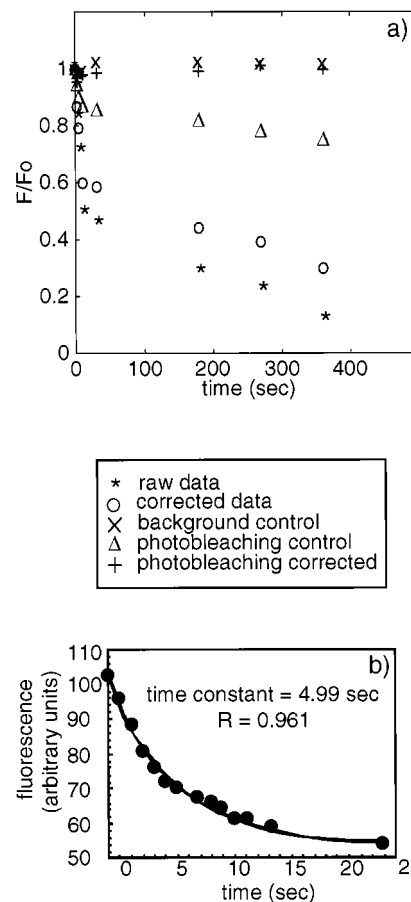 a)
F/Fo
1
0.8
0.6
0.4
0.2
0
0 100 200 300 400
time (sec)
* raw data
O corrected data
X background control
Δ photobleaching control
+ photobleaching corrected
b)
fluorescence
(arbitrary units)
110
100
90
80
70
60
50
time constant = 4.99 sec
R = 0.961
0 5 10 15 20 2
time (sec)